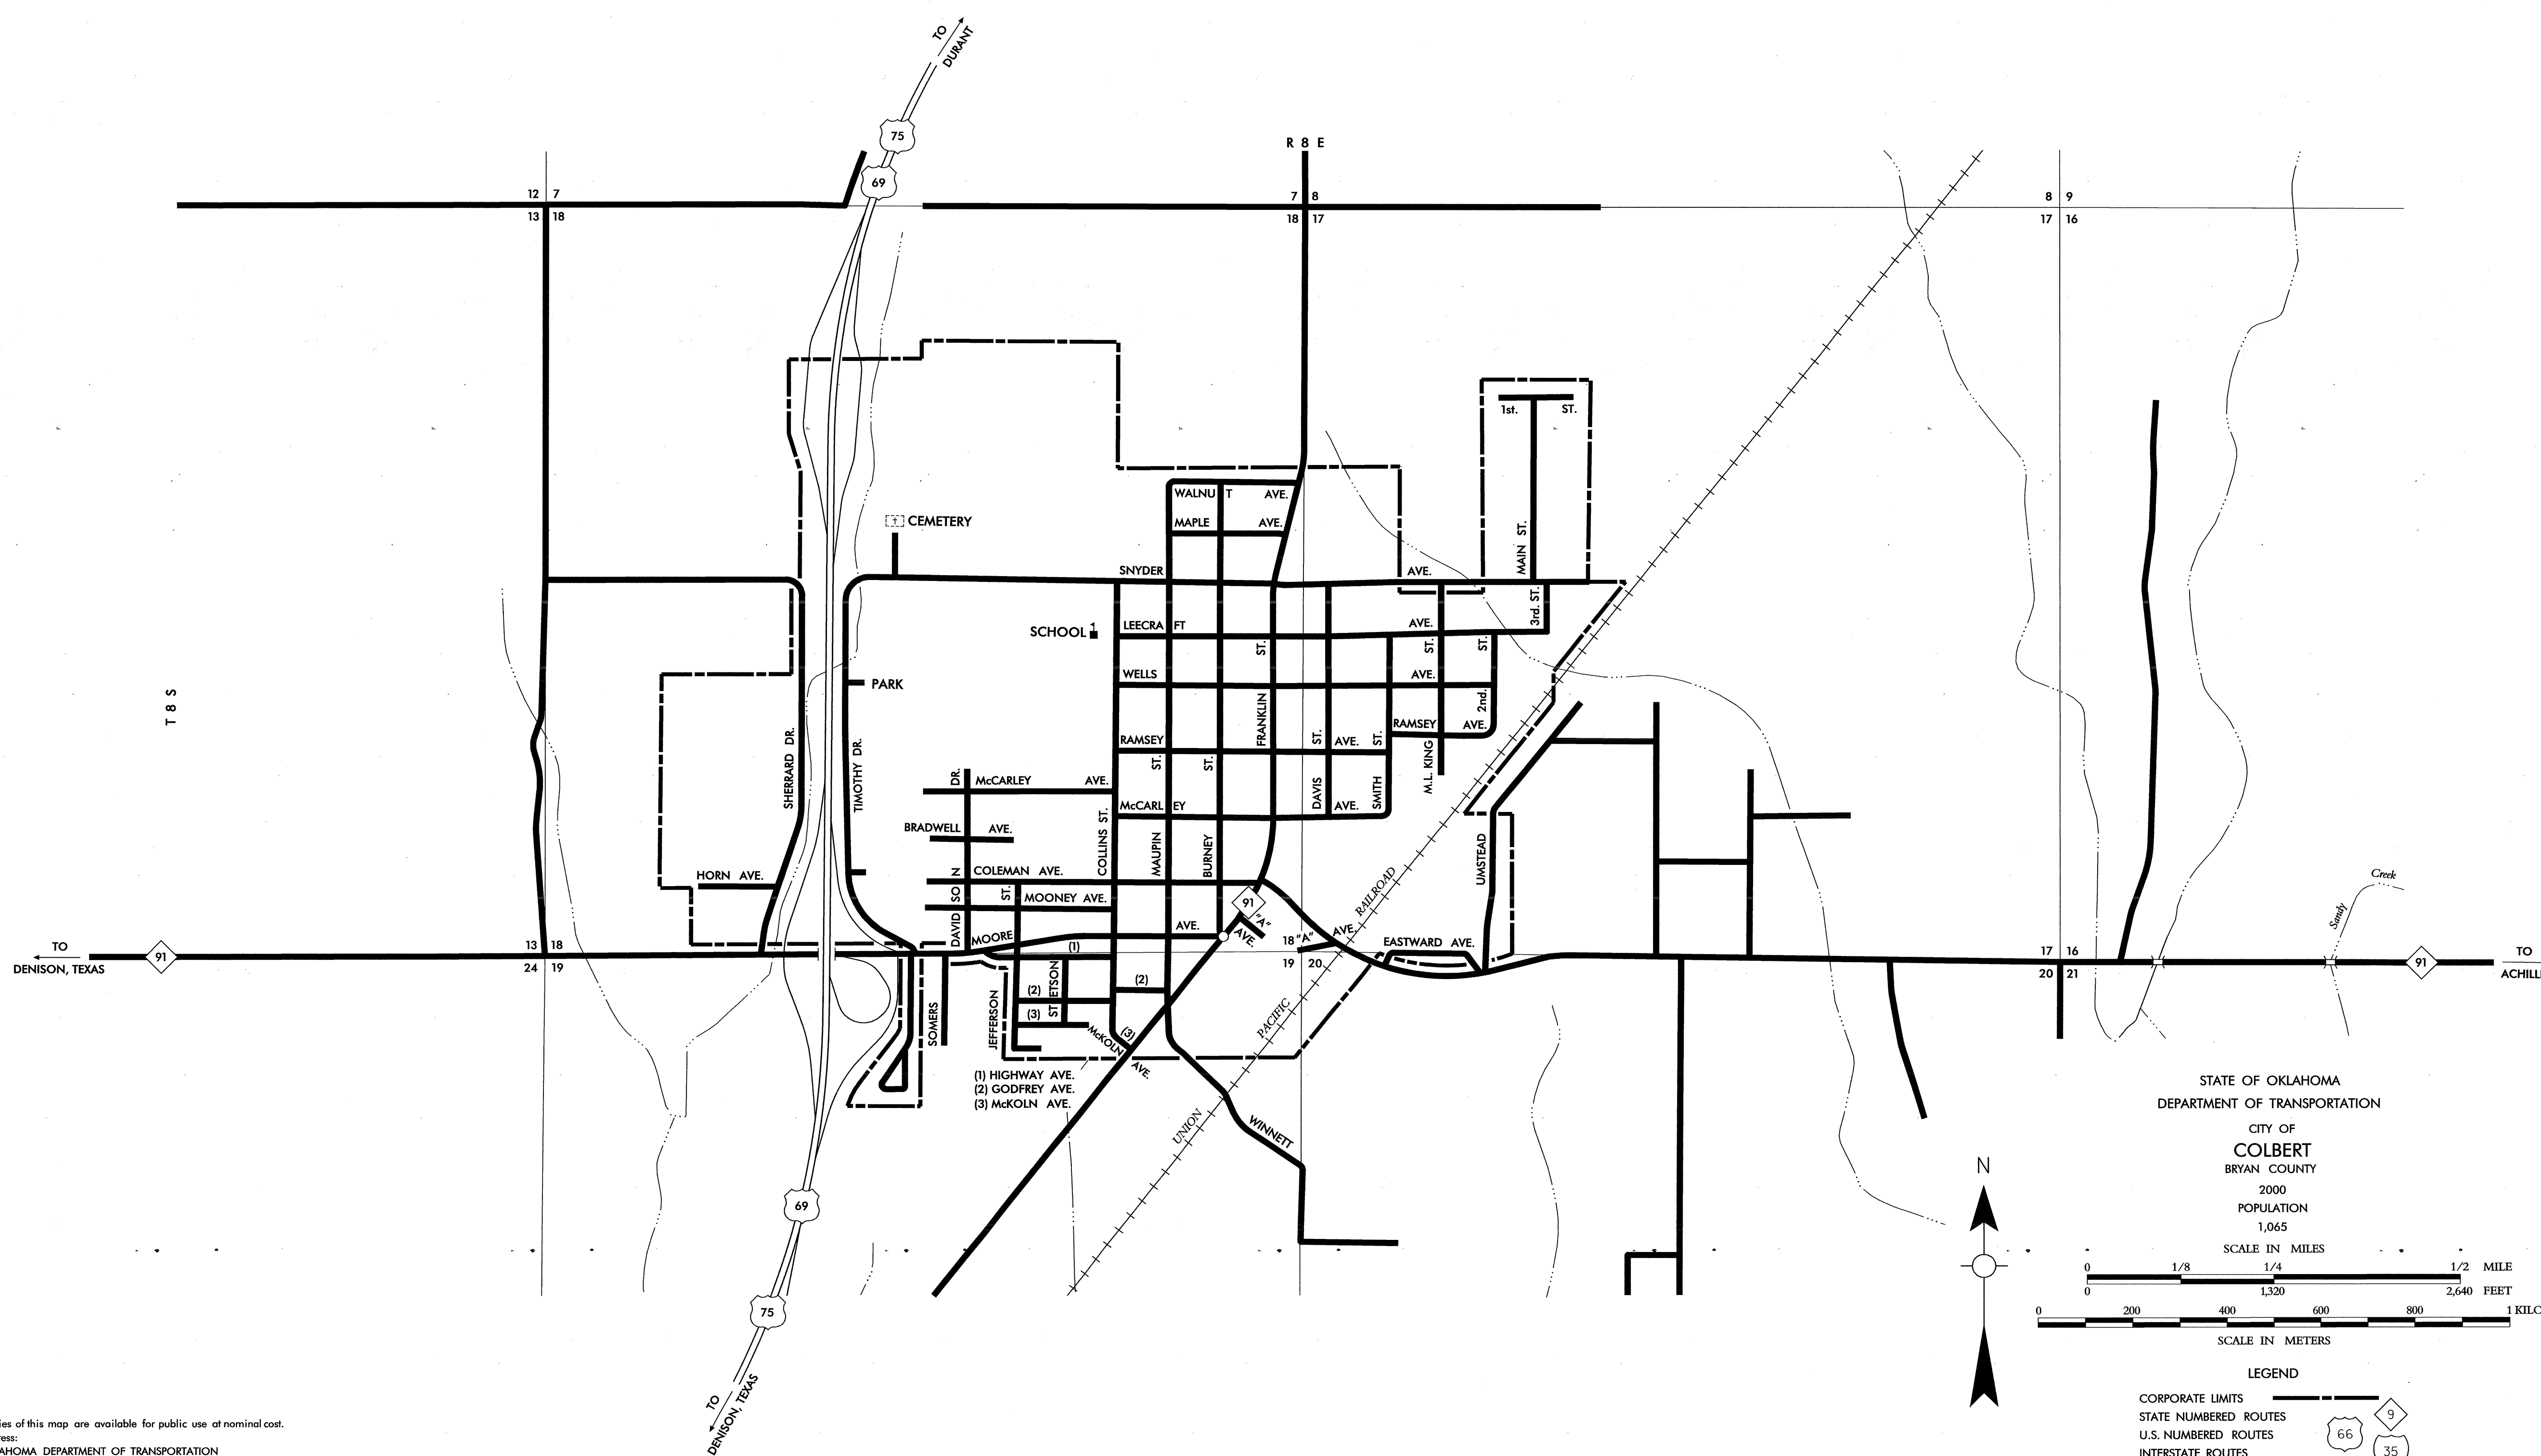 TO DURANT
75
R 8 E
69
12 7
7 8
8 9
13 18
18 17
17 16
1st. ST.
WALNUT AVE.
CEMETERY
MAPLE AVE.
MAIN ST.
SNYDER AVE.
3rd. ST.
LEECRAFT AVE.
SCHOOL 1
ST.
ST.
ST.
WELLS AVE.
PARK
T 8 S
2nd.
FRANKLIN
RAMSEY AVE.
RAMSEY AVE.
ST.
ST.
ST.
ST.
SHERRARD DR.
TIMOTHY DR.
M.L. KING
DR.
McCARLEY AVE.
DAVIS
SMITH
McCARLEY AVE.
COLLINS ST.
BRADWELL AVE.
MAUPIN
BURNEY
UMSTEAD
HORN AVE.
COLEMAN AVE.
DAVIDSON
ST.
MOONEY AVE.
91
RAILROAD
Creek
Sandy
"A" AVE.
MOORE AVE.
(1)
"A" AVE.
EASTWARD AVE.
TO
DENISON, TEXAS
91
13 18
24 19
18
19 20
17 16
20 21
91
TO
ACHILL
(2)
(2)
STETSON
ST.
(3)
(3)
SOMERS
JEFFERSON
McKOLN AVE.
PACIFIC
UNION
WINNETT
(1) HIGHWAY AVE.
(2) GODFREY AVE.
(3) McKOLN AVE.
69
75
TO
DENISON, TEXAS
STATE OF OKLAHOMA
DEPARTMENT OF TRANSPORTATION
CITY OF
COLBERT
BRYAN COUNTY
2000
POPULATION
1,065
N
SCALE IN MILES
0 1/8 1/4 1/2 MILE
0 1,320 2,640 FEET
0 200 400 600 800 1 KILO
SCALE IN METERS
LEGEND
CORPORATE LIMITS
STATE NUMBERED ROUTES 9
U.S. NUMBERED ROUTES 66
INTERSTATE ROUTES 35
ies of this map are available for public use at nominal cost.
ress:
AHOMA DEPARTMENT OF TRANSPORTATION